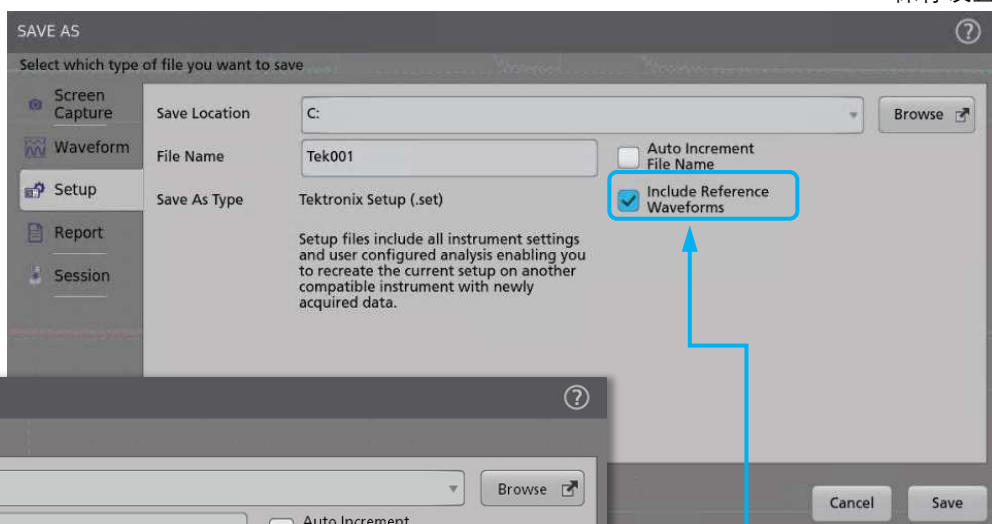 SAVE AS
Select which type of file you want to save
Screen
Capture
Waveform
Setup
Report
Session
Save Location
C:
Browse
File Name
Tek001
Auto Increment
File Name
Save As Type
Tektronix Setup (.set)
Include Reference
Waveforms
Setup files include all instrument settings
and user configured analysis enabling you
to recreate the current setup on another
compatible instrument with newly
acquired data.
Browse
Auto Increment
Cancel
Save